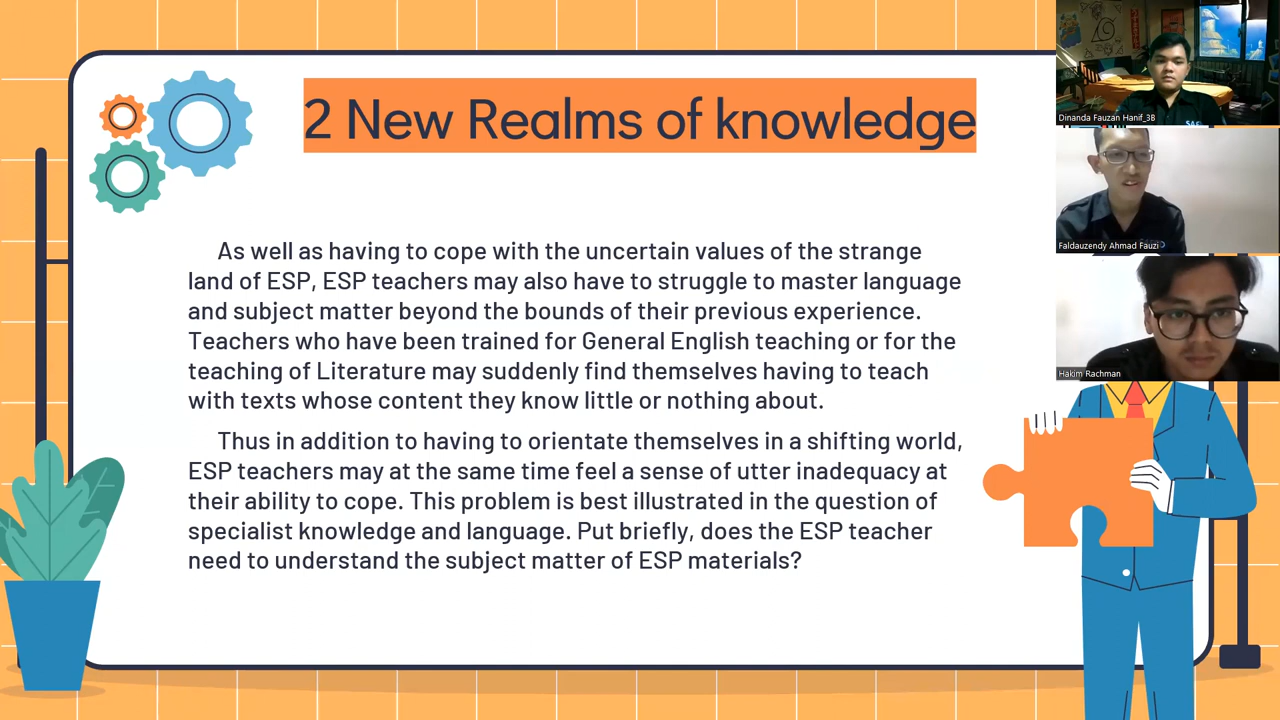 2 New Realms of knowledge
As well as having to cope with the uncertain values of the strange
land of ESP, ESP teachers may also have to struggle to master language
and subject matter beyond the bounds of their previous experience.
Teachers who have been trained for General English teaching or for the
teaching of Literature may suddenly find themselves having to teach
with texts whose content they know little or nothing about.
Thus in addition to having to orientate themselves in a shifting world,
ESP teachers may at the same time feel a sense of utter inadequacy at
their ability to cope. This problem is best illustrated in the question of
specialist knowledge and language. Put briefly, does the ESP teacher
need to understand the subject matter of ESP materials?
Dinanda Fauzan Hanif_3B
Faldauzendy Ahmad Fauzi
Hakim Rachman